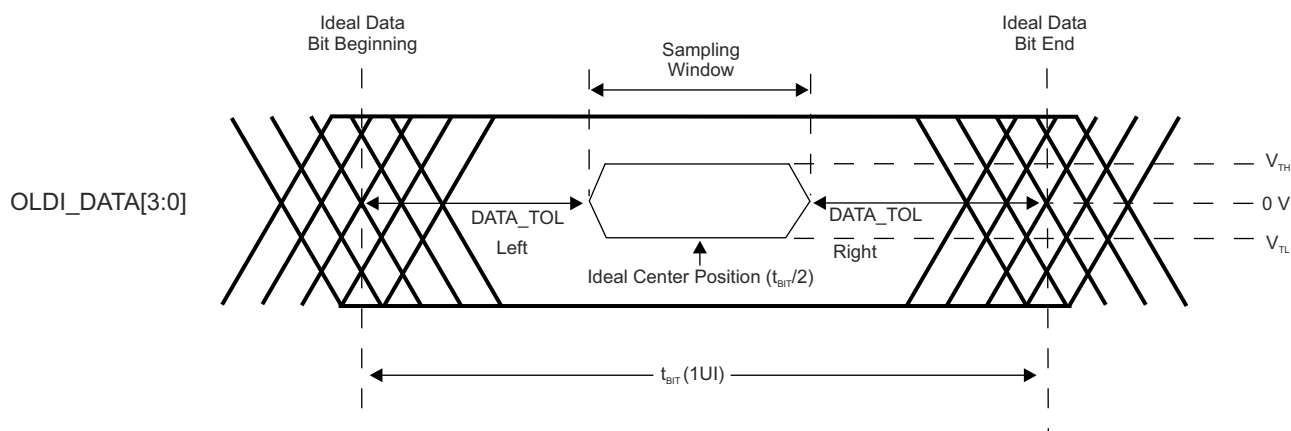 Ideal Data
Bit Beginning
Ideal Data
Bit End
Sampling
Window
V_TH
OLDI_DATA[3:0]
0 V
DATA_TOL
Left
DATA_TOL
Right
V_TL
Ideal Center Position (t_BIT/2)
t_BIT (1UI)